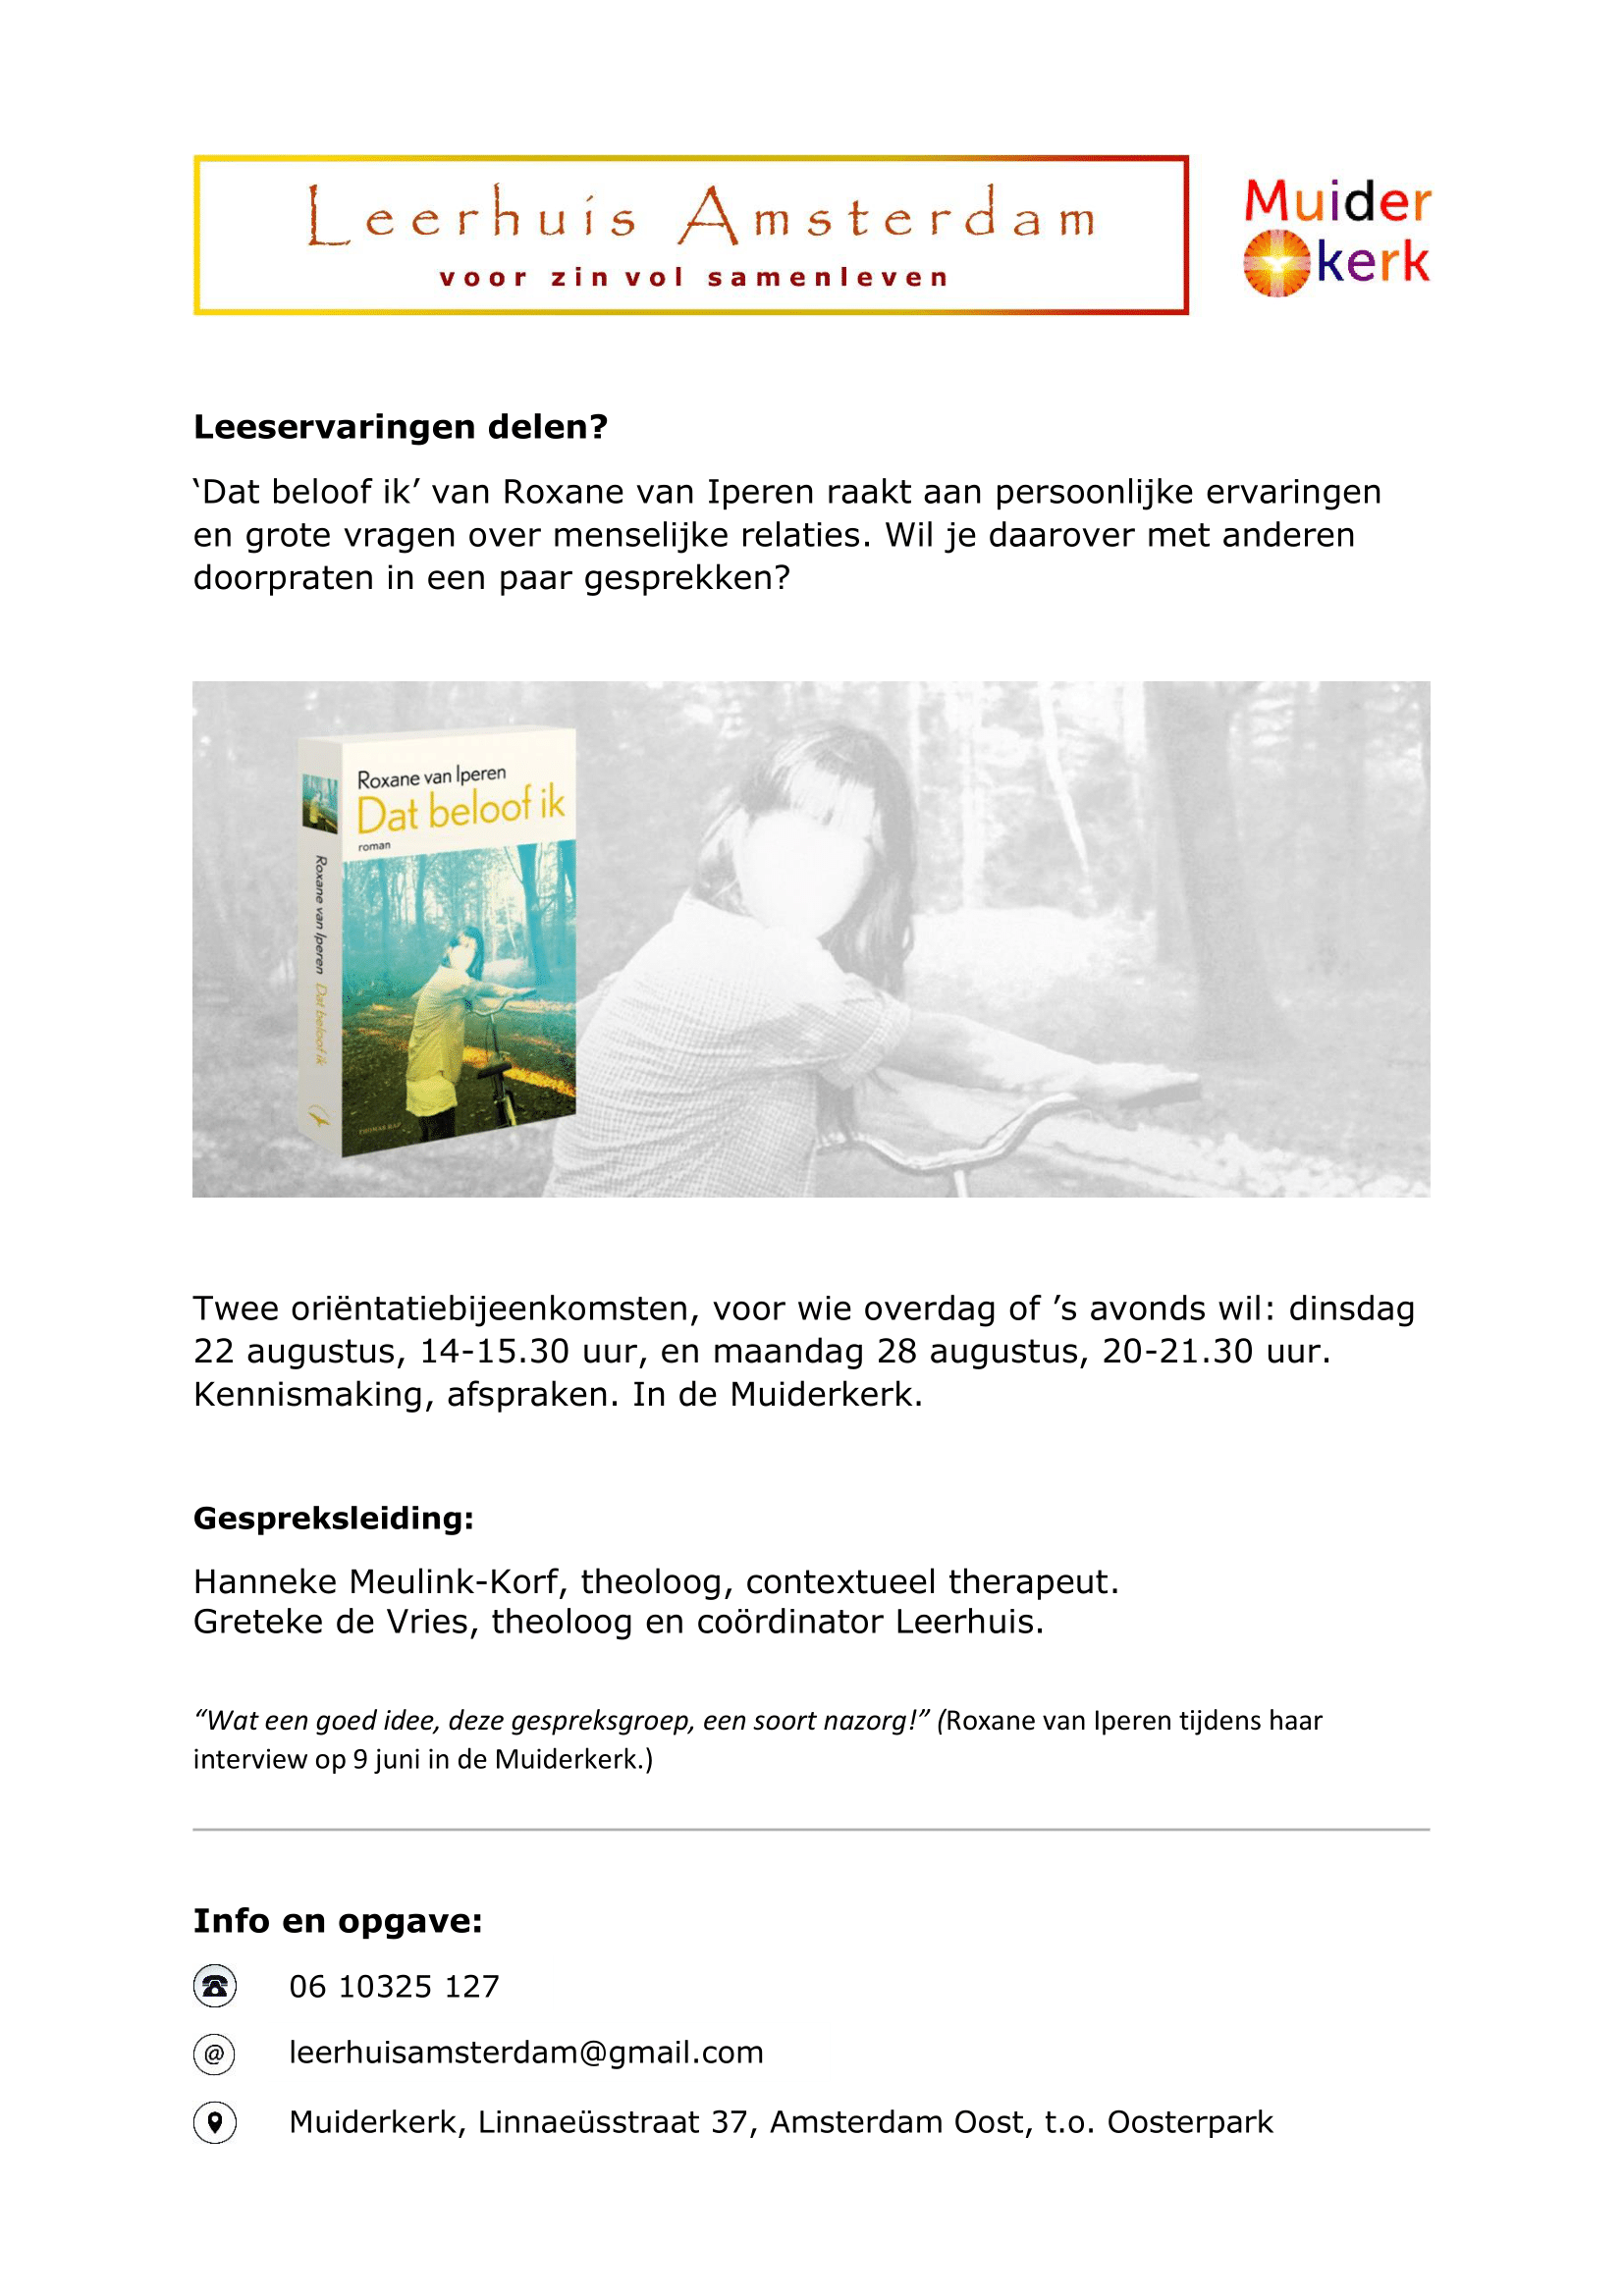 Leerhuis Amsterdam
voor zin vol samenleven
Muider
kerk
Leeservaringen delen?
‘Dat beloof ik’ van Roxane van Iperen raakt aan persoonlijke ervaringen
en grote vragen over menselijke relaties. Wil je daarover met anderen
doorpraten in een paar gesprekken?
Roxane van Iperen
Dat beloof ik
roman
Roxane van Iperen Dat beloof ik
THOMAS RAP
Twee oriëntatiebijeenkomsten, voor wie overdag of ’s avonds wil: dinsdag
22 augustus, 14-15.30 uur, en maandag 28 augustus, 20-21.30 uur.
Kennismaking, afspraken. In de Muiderkerk.
Gespreksleiding:
Hanneke Meulink-Korf, theoloog, contextueel therapeut.
Greteke de Vries, theoloog en coördinator Leerhuis.
“Wat een goed idee, deze gespreksgroep, een soort nazorg!” (Roxane van Iperen tijdens haar
interview op 9 juni in de Muiderkerk.)
Info en opgave:
06 10325 127
@ leerhuisamsterdam@gmail.com
Muiderkerk, Linnaeüsstraat 37, Amsterdam Oost, t.o. Oosterpark